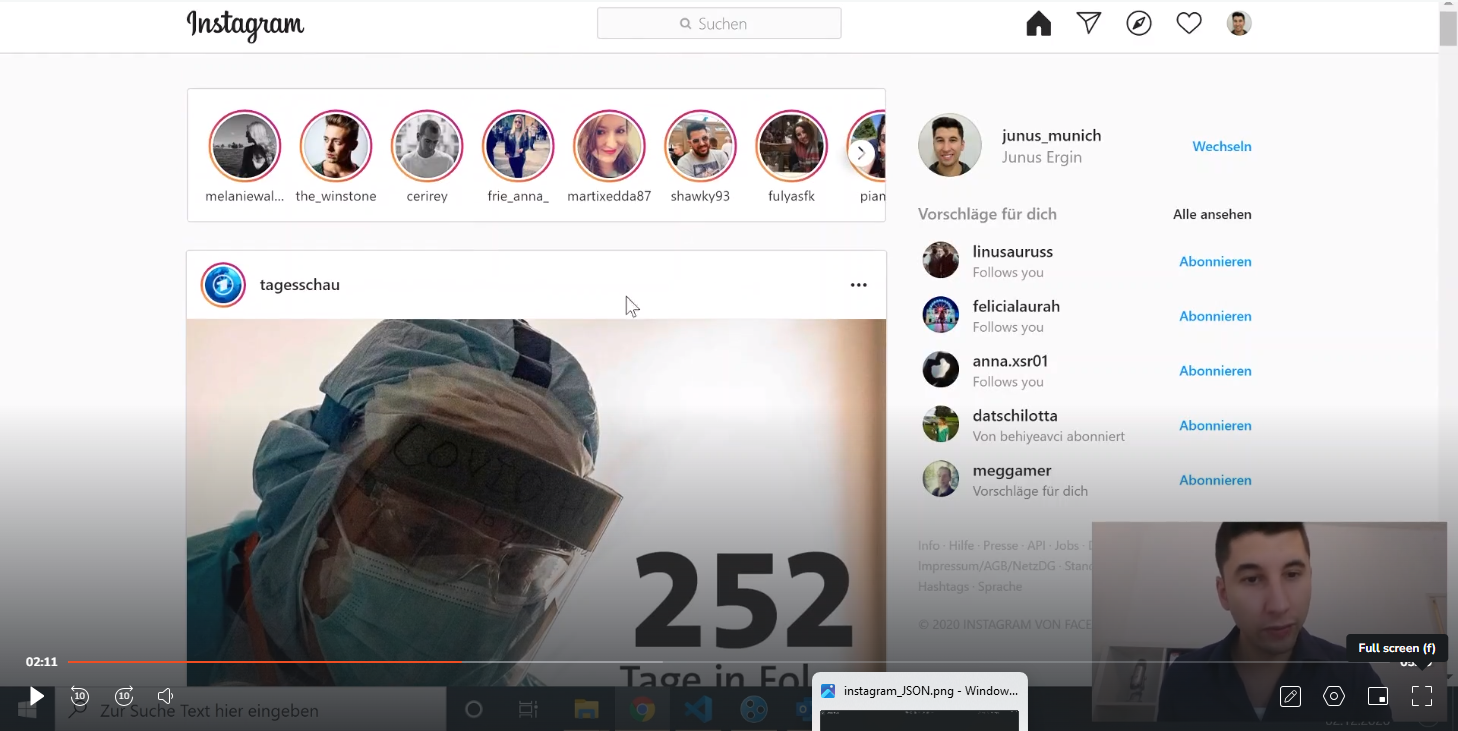 Instagram
Suchen
melaniewal...
the_winstone
cerirey
frie_anna_
martixedda87
shawky93
fulyasfk
pian
junus_munich
Junus Ergin
Wechseln
Vorschläge für dich
Alle ansehen
linusauruss
Follows you
Abonnieren
felicialaurah
Follows you
Abonnieren
anna.xsr01
Follows you
Abonnieren
datschilotta
Von behiyeavci abonniert
Abonnieren
meggamer
Vorschläge für dich
Abonnieren
tagesschau
COVID
252
Tage in Fol
Info · Hilfe · Presse · API · Jobs ·
Impressum/AGB/NetzDG ·
Hashtags · Sprache
© 2020 INSTAGRAM VON FACE
Full screen (f)
02:11
10
10
Zur Suche Text hier eingeben
instagram_JSON.png - Window...
02.12.2020